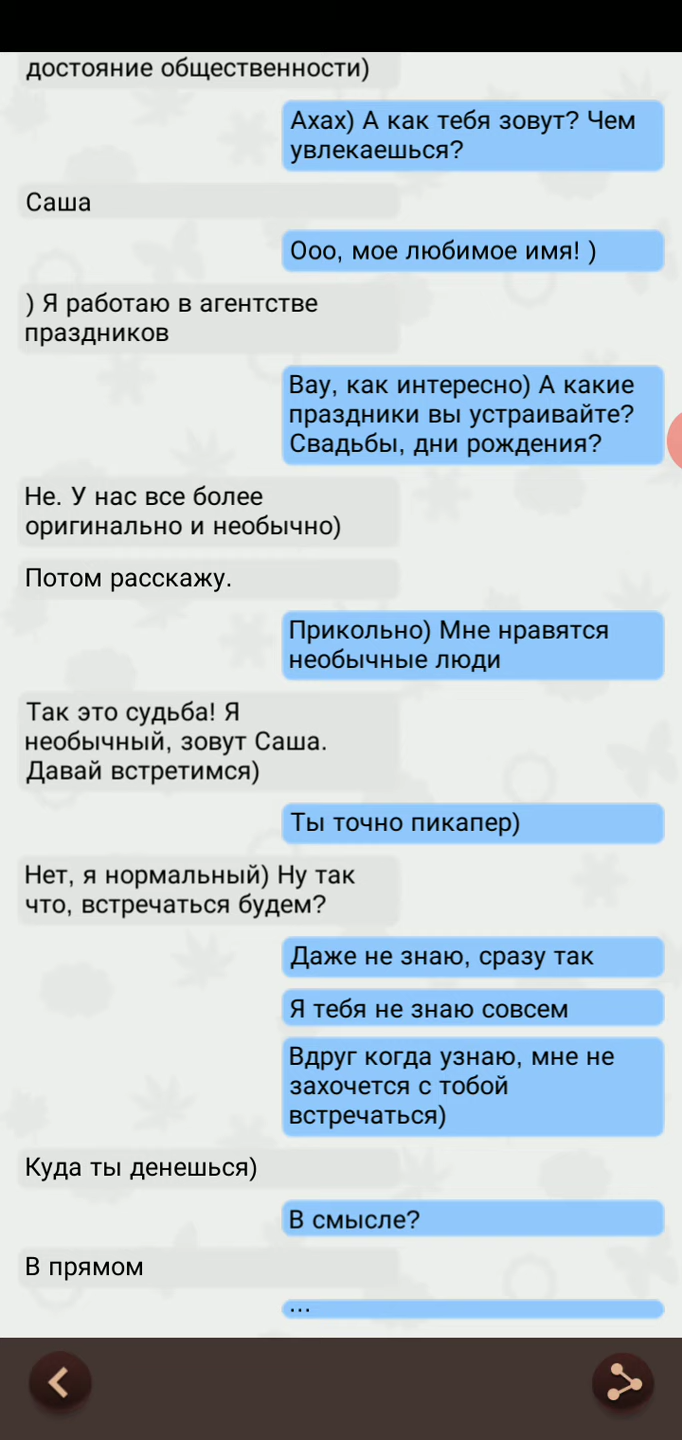 достояние общественности)
Ахах) А как тебя зовут? Чем
увлекаешься?
Саша
Ооо, мое любимое имя! )
) Я работаю в агентстве
праздников
Вау, как интересно) А какие
праздники вы устраивайте?
Свадьбы, дни рождения?
Не. У нас все более
оригинально и необычно)
Потом расскажу.
Прикольно) Мне нравятся
необычные люди
Так это судьба! Я
необычный, зовут Саша.
Давай встретимся)
Ты точно пикапер)
Нет, я нормальный) Ну так
что, встречаться будем?
Даже не знаю, сразу так
Я тебя не знаю совсем
Вдруг когда узнаю, мне не
захочется с тобой
встречаться)
Куда ты денешься)
В смысле?
В прямом
...